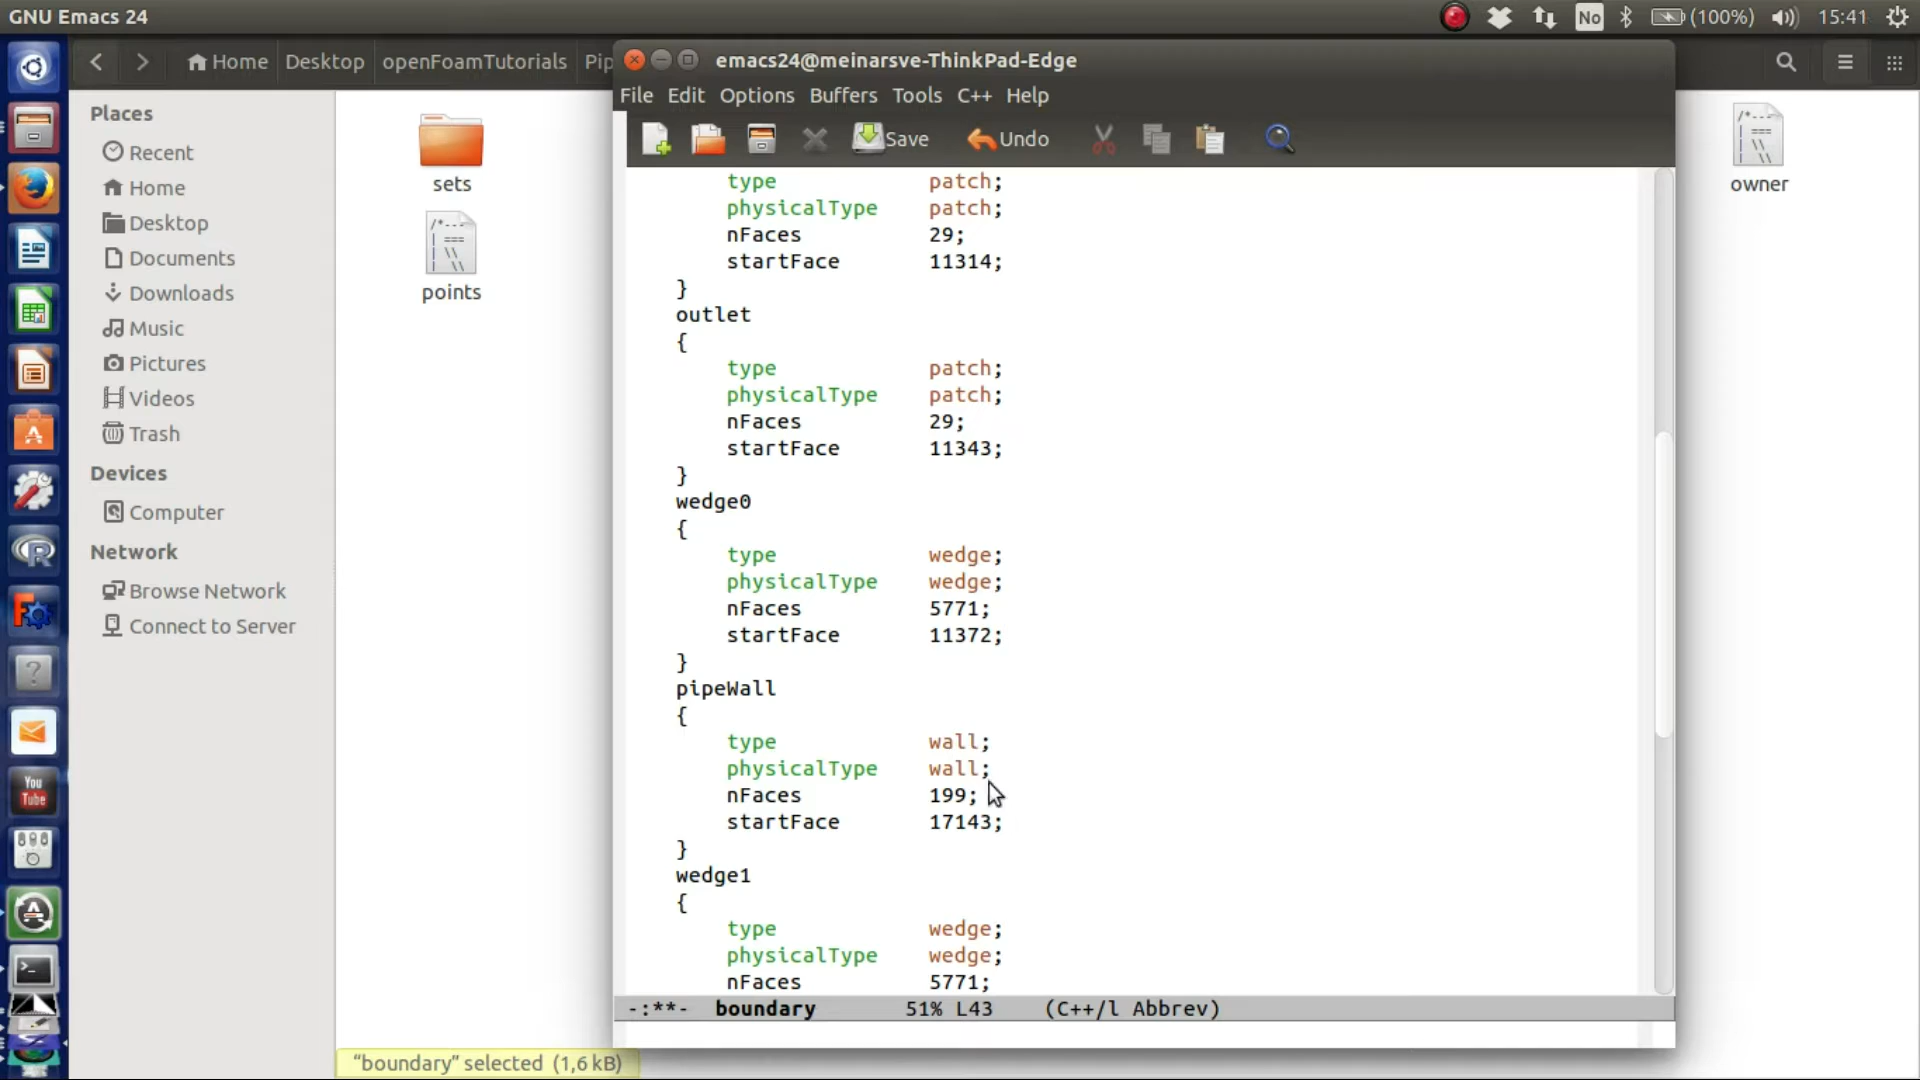 GNU Emacs 24
No
(100%)
15:41
Home
Desktop
openFoamTutorials
Pip
emacs24@meinarsve-ThinkPad-Edge
File Edit Options Buffers Tools C++ Help
Save
Undo
Places
Recent
Home
Desktop
Documents
Downloads
Music
Pictures
Videos
Trash
Devices
Computer
Network
Browse Network
Connect to Server
sets
points
owner
type patch;
physicalType patch;
nFaces 29;
startFace 11314;
}
outlet
{
type patch;
physicalType patch;
nFaces 29;
startFace 11343;
}
wedge0
{
type wedge;
physicalType wedge;
nFaces 5771;
startFace 11372;
}
pipeWall
{
type wall;
physicalType wall;
nFaces 199;
startFace 17143;
}
wedge1
{
type wedge;
physicalType wedge;
nFaces 5771;
-:**- boundary 51% L43 (C++/l Abbrev)
"boundary" selected (1,6 kB)
You
Tube